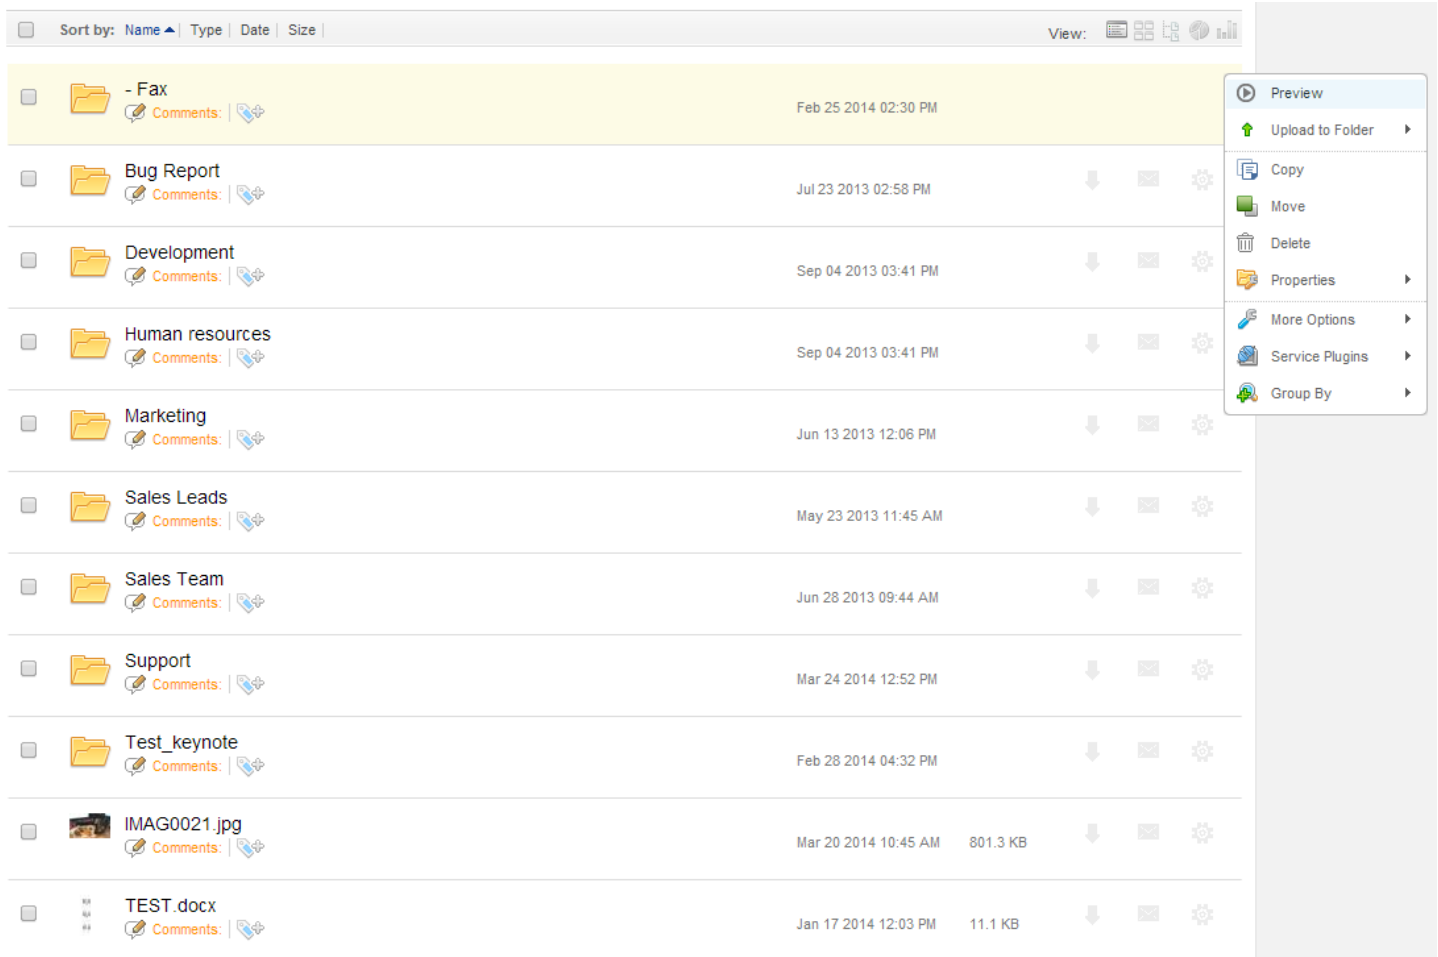 Sort by: Name Type Date Size View:
- Fax
Comments:
Feb 25 2014 02:30 PM
Preview
Upload to Folder
Bug Report
Comments:
Jul 23 2013 02:58 PM
Copy
Move
Development
Comments:
Sep 04 2013 03:41 PM
Delete
Properties
Human resources
Comments:
Sep 04 2013 03:41 PM
More Options
Service Plugins
Group By
Marketing
Comments:
Jun 13 2013 12:06 PM
Sales Leads
Comments:
May 23 2013 11:45 AM
Sales Team
Comments:
Jun 28 2013 09:44 AM
Support
Comments:
Mar 24 2014 12:52 PM
Test_keynote
Comments:
Feb 28 2014 04:32 PM
IMAG0021.jpg
Comments:
Mar 20 2014 10:45 AM 801.3 KB
TEST.docx
Comments:
Jan 17 2014 12:03 PM 11.1 KB